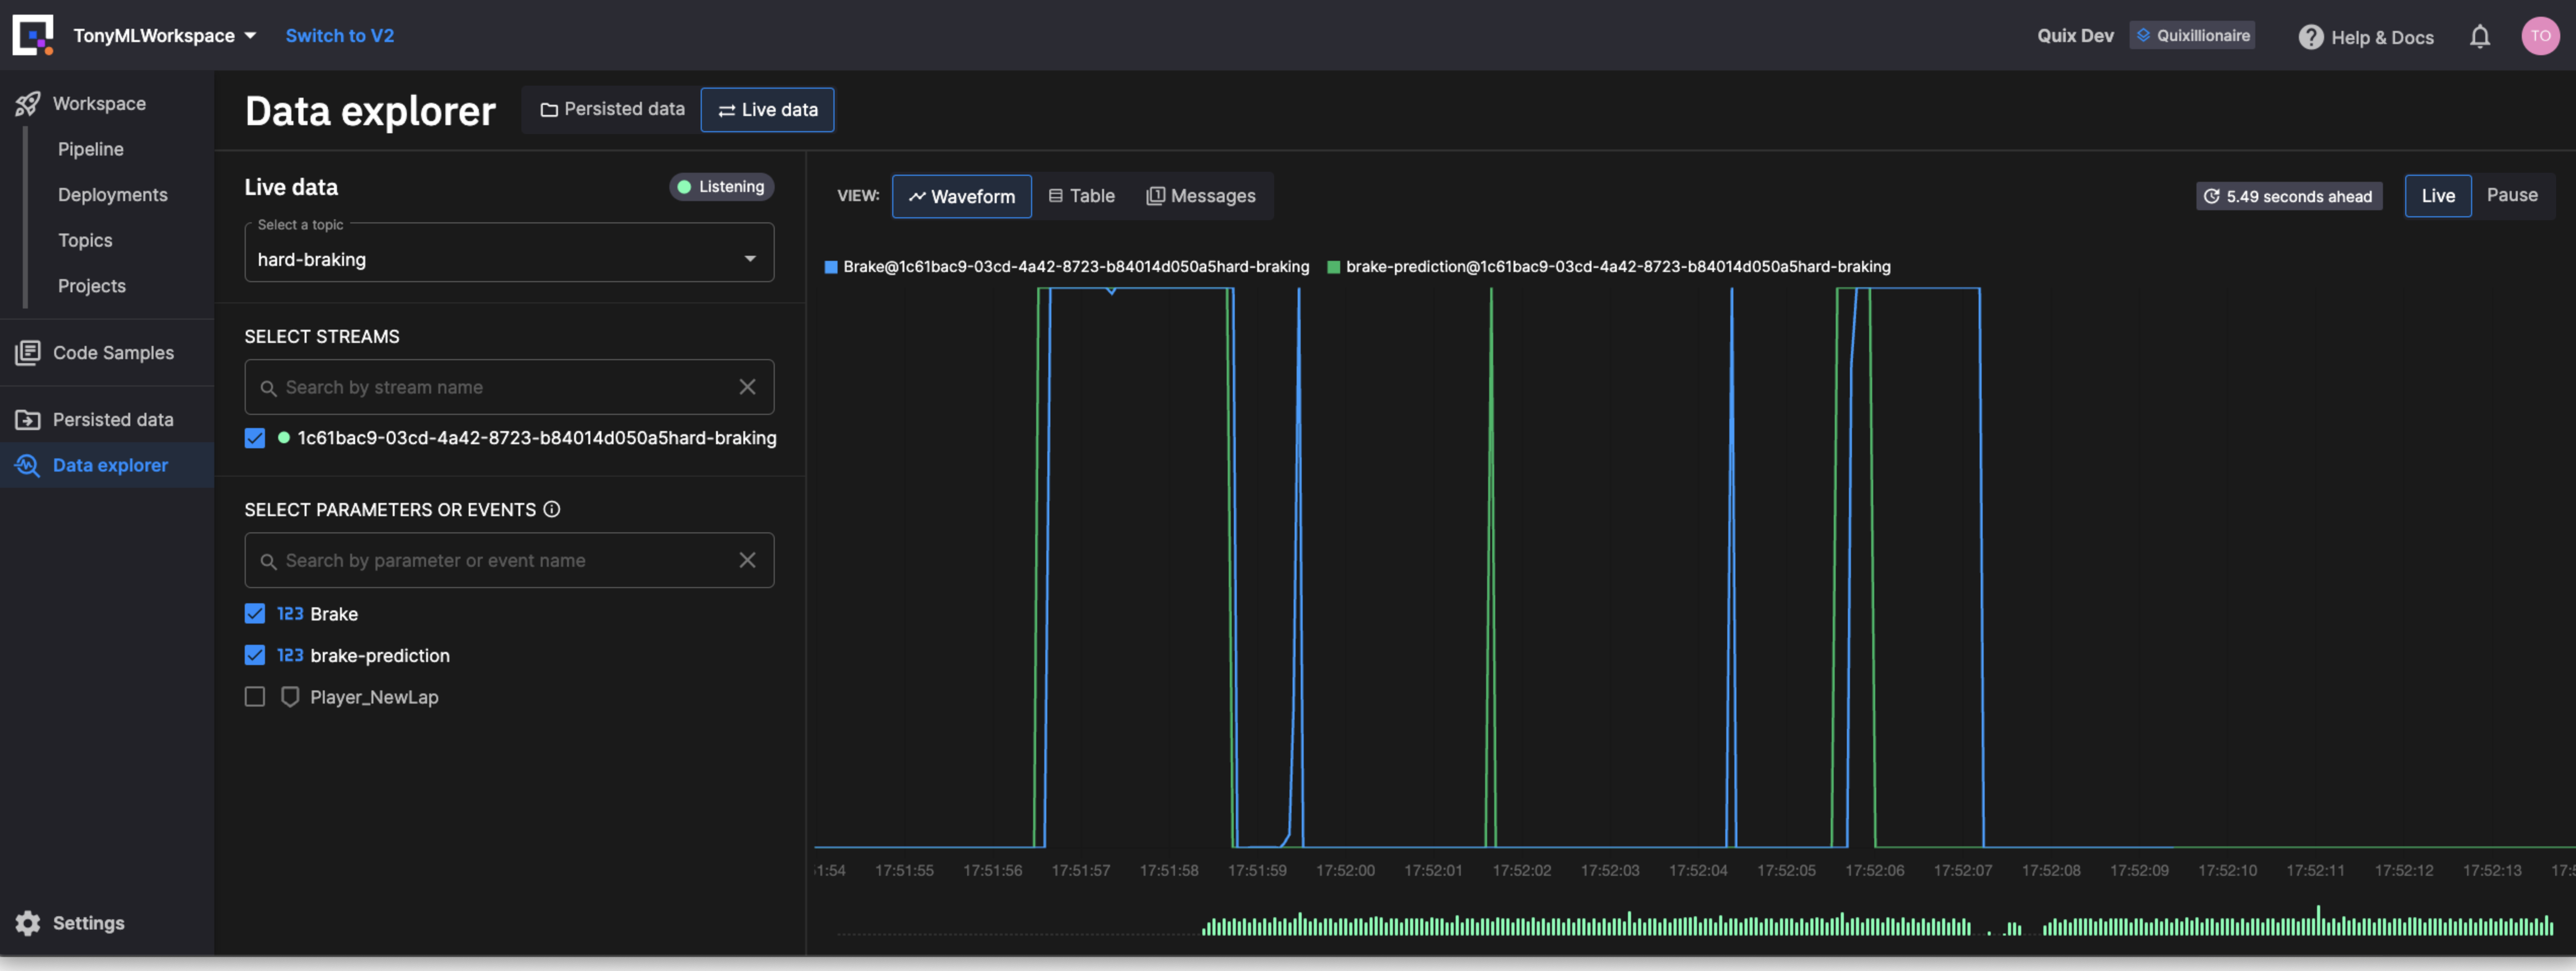 TonyMLWorkspace Switch to V2 Quix Dev Quixillionaire ? Help & Docs TO
Workspace
Pipeline
Deployments
Topics
Projects
Code Samples
Persisted data
Data explorer
Settings
Data explorer Persisted data Live data
Live data Listening
Select a topic
hard-braking
SELECT STREAMS
Search by stream name
1c61bac9-03cd-4a42-8723-b84014d050a5hard-braking
SELECT PARAMETERS OR EVENTS
Search by parameter or event name
123 Brake
123 brake-prediction
Player_NewLap
VIEW: Waveform Table Messages 5.49 seconds ahead Live Pause
Brake@1c61bac9-03cd-4a42-8723-b84014d050a5hard-braking brake-prediction@1c61bac9-03cd-4a42-8723-b84014d050a5hard-braking
1:54 17:51:55 17:51:56 17:51:57 17:51:58 17:51:59 17:52:00 17:52:01 17:52:02 17:52:03 17:52:04 17:52:05 17:52:06 17:52:07 17:52:08 17:52:09 17:52:10 17:52:11 17:52:12 17:52:13 17:5